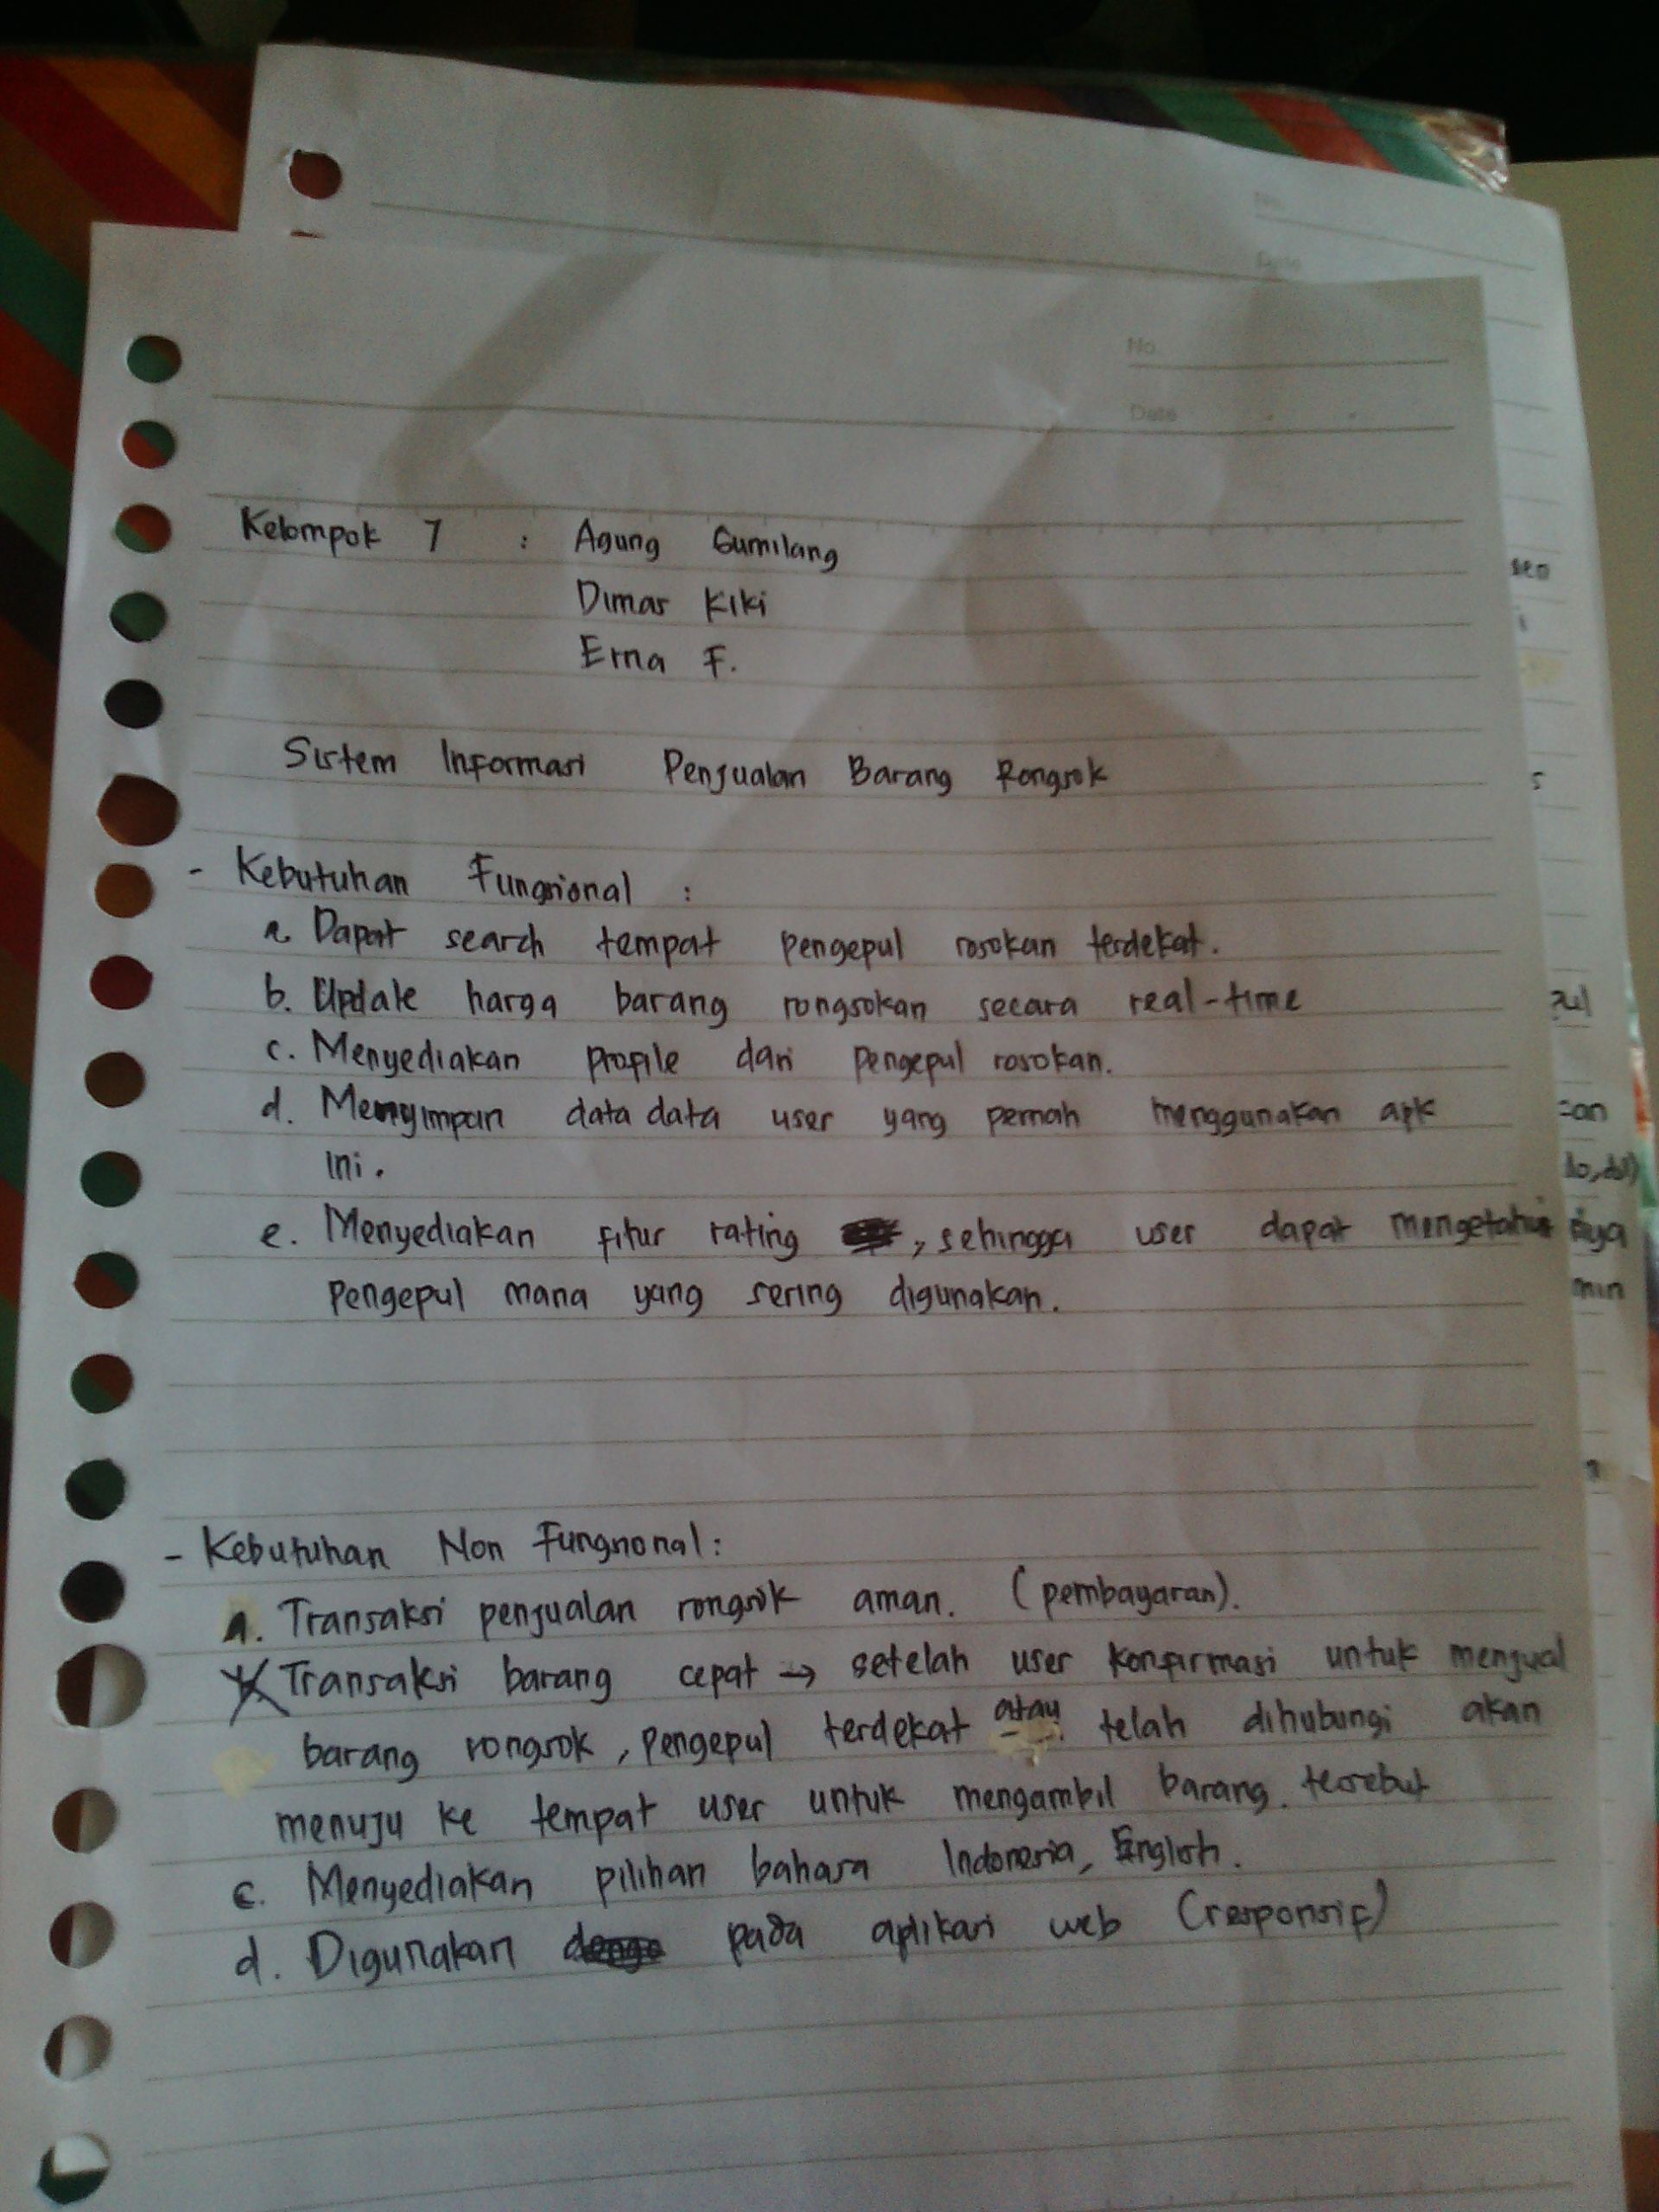 No.
Date
No.
Date
Kelompok 7 : Agung Gumilang
Dimas Kiki
Erna F.
Sistem Informasi Penjualan Barang Rongsok
- Kebutuhan Fungsional :
a. Dapat search tempat pengepul rosokan terdekat.
b. Update harga barang rongsokan secara real-time
c. Menyediakan profile dari pengepul rosokan.
d. Menyimpan data data user yang pernah menggunakan apk
ini.
e. Menyediakan fitur rating , sehingga user dapat mengetahui
pengepul mana yang sering digunakan.
- Kebutuhan Non Fungsional :
a. Transaksi penjualan rongsok aman. (pembayaran).
Transaksi barang cepat → setelah user konfirmasi untuk menjual
barang rongsok, pengepul terdekat atau telah dihubungi akan
menuju ke tempat user untuk mengambil barang tersebut
c. Menyediakan pilihan bahasa Indonesia, English.
d. Digunakan pada aplikasi web (responsif)